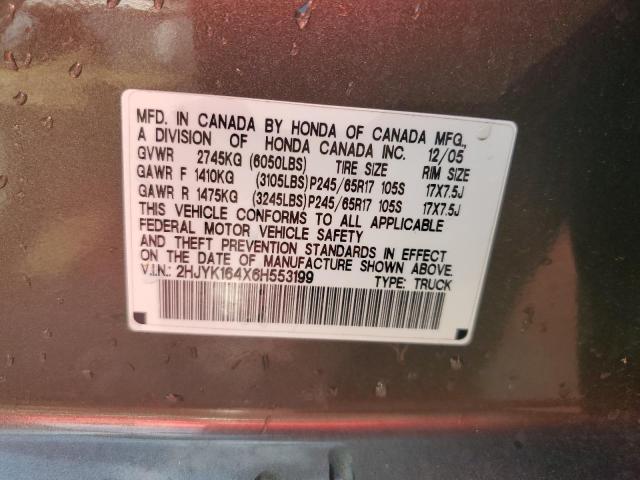 MFD. IN CANADA BY HONDA OF CANADA MFG.,
A DIVISION OF HONDA CANADA INC. 12/05
GVWR 2745KG (6050LBS) TIRE SIZE RIM SIZE
GAWR F 1410KG (3105LBS) P245/65R17 105S 17X7.5J
GAWR R 1475KG (3245LBS) P245/65R17 105S 17X7.5J
THIS VEHICLE CONFORMS TO ALL APPLICABLE
FEDERAL MOTOR VEHICLE SAFETY
AND THEFT PREVENTION STANDARDS IN EFFECT
ON THE DATE OF MANUFACTURE SHOWN ABOVE.
V.I.N.: 2HJYK164X6H553199 TYPE: TRUCK